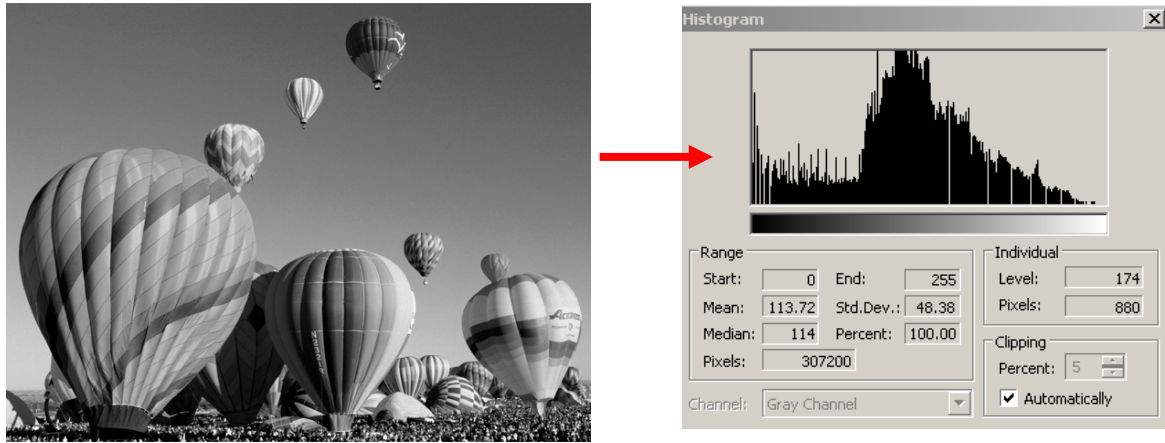 Histogram
Range
Start: 0 End: 255
Mean: 113.72 Std.Dev.: 48.38
Median: 114 Percent: 100.00
Pixels: 307200
Individual
Level: 174
Pixels: 880
Clipping
Percent: 5
Automatically
Channel: Gray Channel